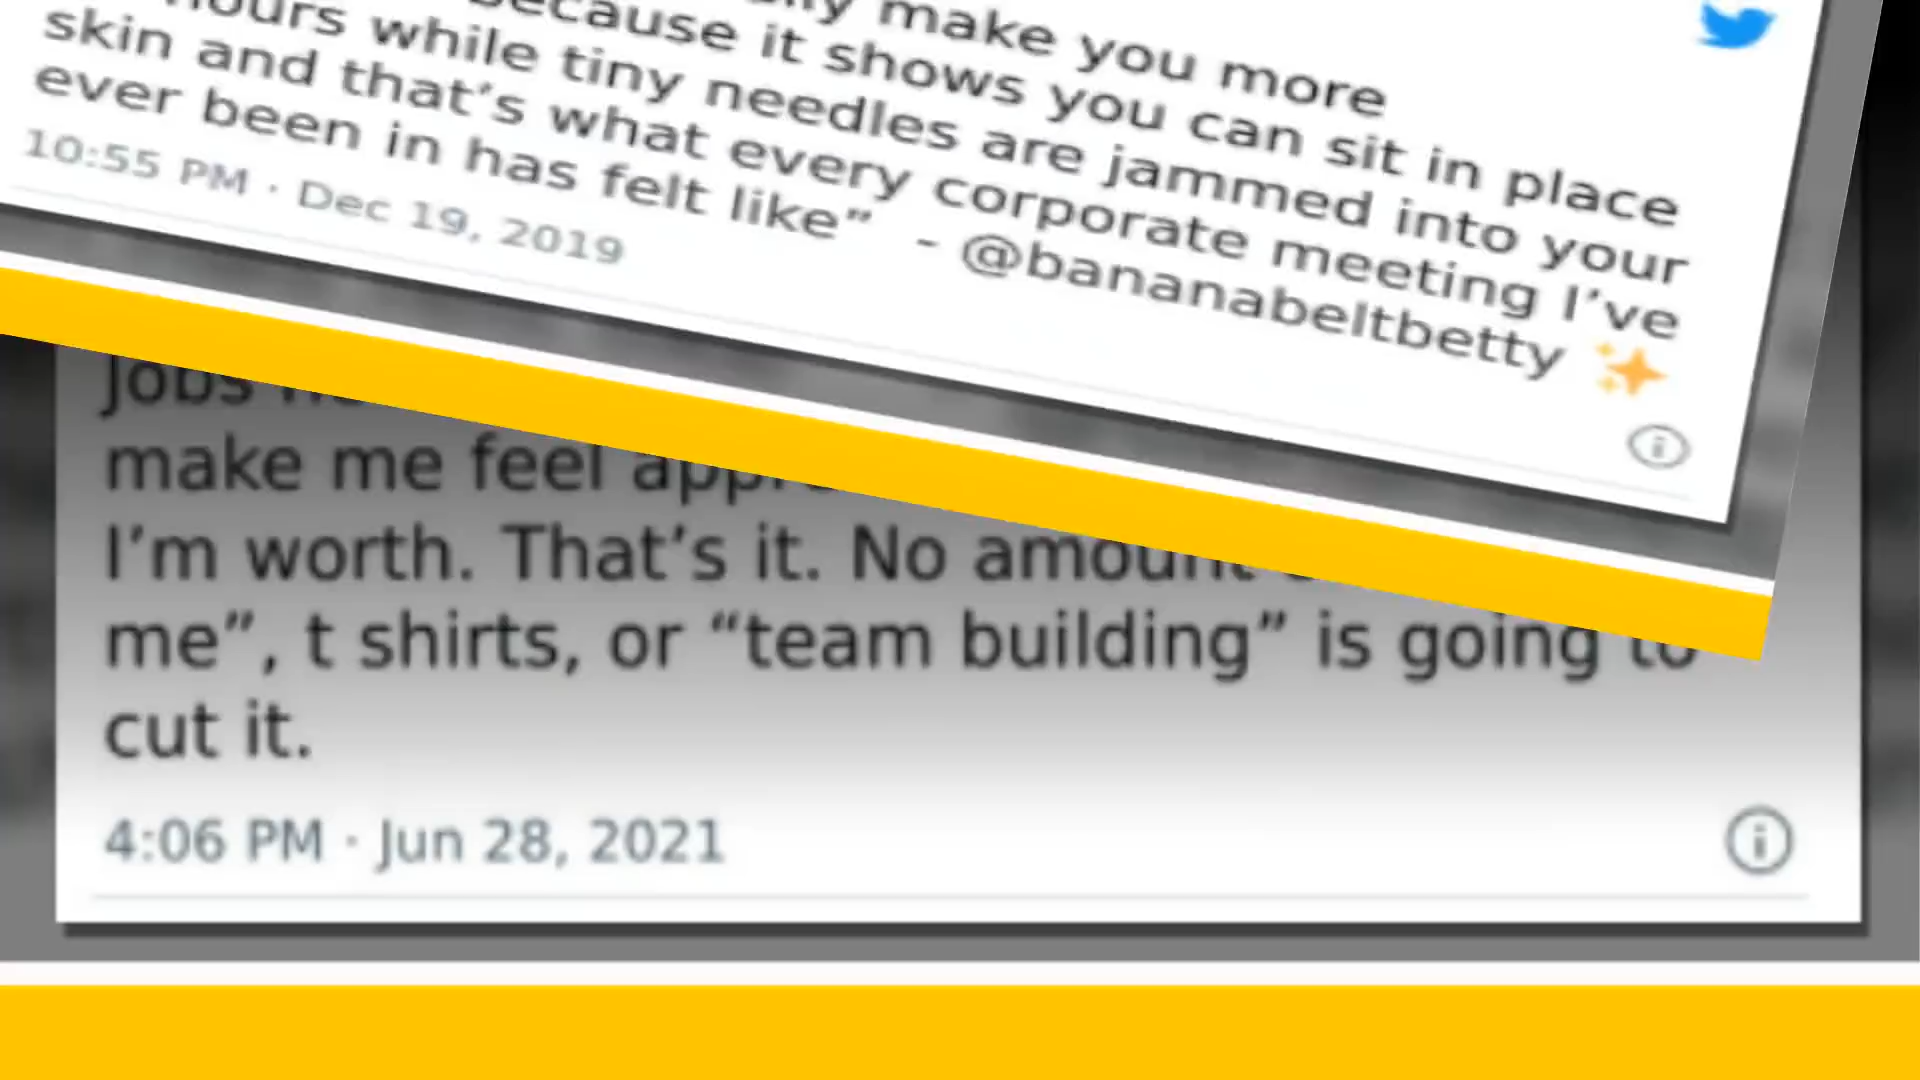 make you more
because it shows you can sit in place
hours while tiny needles are jammed into your
skin and that’s what every corporate meeting I’ve
ever been in has felt like” - @bananabeltbetty ✨
10:55 PM · Dec 19, 2019
Jobs
make me feel
I’m worth. That’s it. No amount
me”, t shirts, or “team building” is going to
cut it.
4:06 PM · Jun 28, 2021